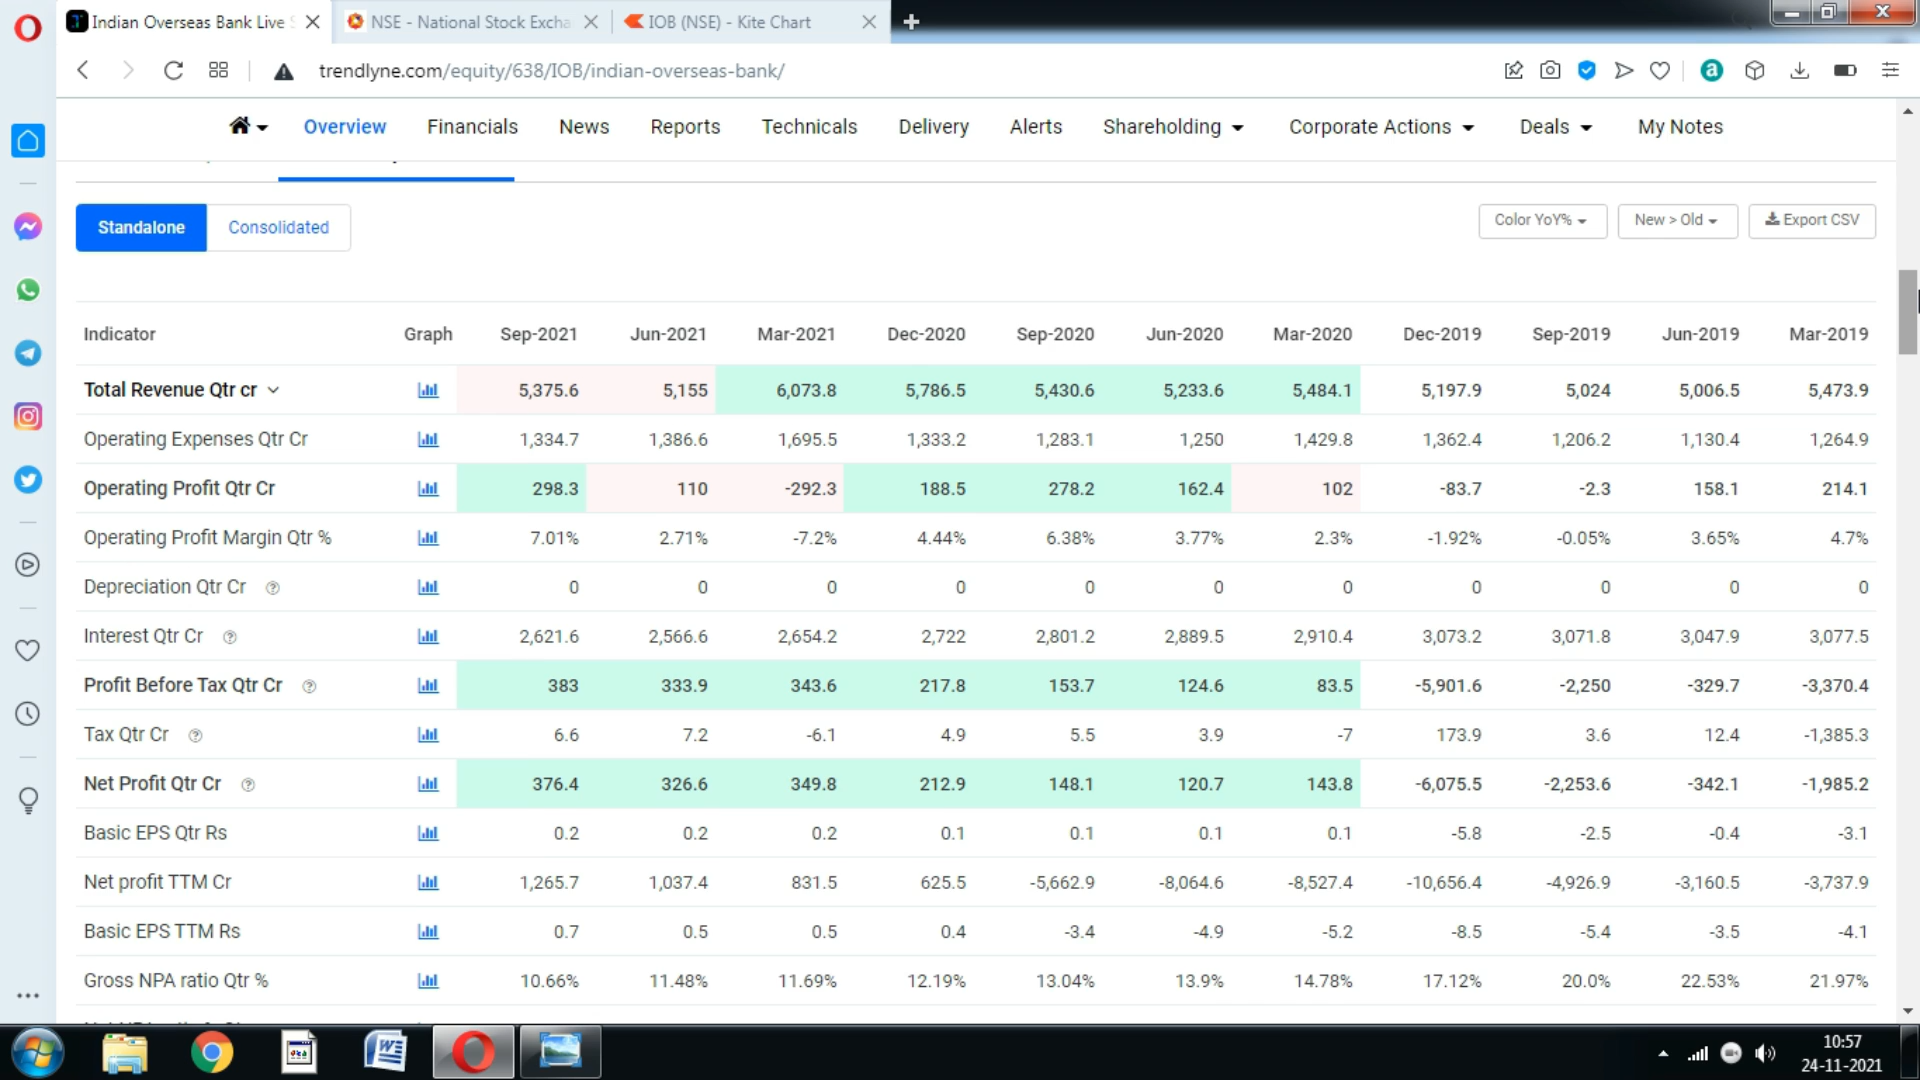 Indian Overseas Bank Live S
NSE - National Stock Excha
IOB (NSE) - Kite Chart
trendlyne.com/equity/638/IOB/indian-overseas-bank/
Overview Financials News Reports Technicals Delivery Alerts Shareholding Corporate Actions Deals My Notes
Standalone Consolidated
Color YoY% New > Old Export CSV
Indicator Graph Sep-2021 Jun-2021 Mar-2021 Dec-2020 Sep-2020 Jun-2020 Mar-2020 Dec-2019 Sep-2019 Jun-2019 Mar-2019
Total Revenue Qtr cr 5,375.6 5,155 6,073.8 5,786.5 5,430.6 5,233.6 5,484.1 5,197.9 5,024 5,006.5 5,473.9
Operating Expenses Qtr Cr 1,334.7 1,386.6 1,695.5 1,333.2 1,283.1 1,250 1,429.8 1,362.4 1,206.2 1,130.4 1,264.9
Operating Profit Qtr Cr 298.3 110 -292.3 188.5 278.2 162.4 102 -83.7 -2.3 158.1 214.1
Operating Profit Margin Qtr % 7.01% 2.71% -7.2% 4.44% 6.38% 3.77% 2.3% -1.92% -0.05% 3.65% 4.7%
Depreciation Qtr Cr 0 0 0 0 0 0 0 0 0 0 0
Interest Qtr Cr 2,621.6 2,566.6 2,654.2 2,722 2,801.2 2,889.5 2,910.4 3,073.2 3,071.8 3,047.9 3,077.5
Profit Before Tax Qtr Cr 383 333.9 343.6 217.8 153.7 124.6 83.5 -5,901.6 -2,250 -329.7 -3,370.4
Tax Qtr Cr 6.6 7.2 -6.1 4.9 5.5 3.9 -7 173.9 3.6 12.4 -1,385.3
Net Profit Qtr Cr 376.4 326.6 349.8 212.9 148.1 120.7 143.8 -6,075.5 -2,253.6 -342.1 -1,985.2
Basic EPS Qtr Rs 0.2 0.2 0.2 0.1 0.1 0.1 0.1 -5.8 -2.5 -0.4 -3.1
Net profit TTM Cr 1,265.7 1,037.4 831.5 625.5 -5,662.9 -8,064.6 -8,527.4 -10,656.4 -4,926.9 -3,160.5 -3,737.9
Basic EPS TTM Rs 0.7 0.5 0.5 0.4 -3.4 -4.9 -5.2 -8.5 -5.4 -3.5 -4.1
Gross NPA ratio Qtr % 10.66% 11.48% 11.69% 12.19% 13.04% 13.9% 14.78% 17.12% 20.0% 22.53% 21.97%
10:57
24-11-2021